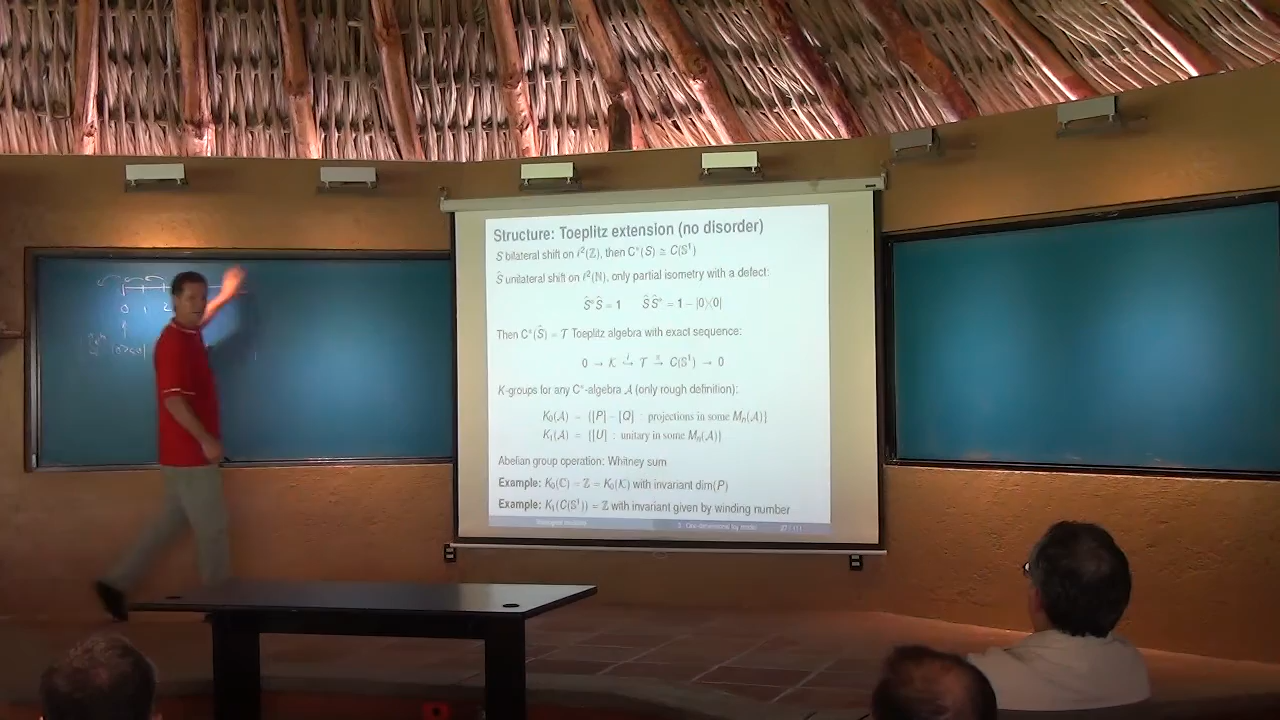 Structure: Toeplitz extension (no disorder)
S bilateral shift on ℓ²(ℤ), then C*(S) ≅ C(𝕊¹)
Ŝ unilateral shift on ℓ²(ℕ), only partial isometry with a defect:
Ŝ*Ŝ = 1 ŜŜ* = 1 − |0⟩⟨0|
Then C*(Ŝ) = 𝒯 Toeplitz algebra with exact sequence:
0 → 𝒦 ↪ 𝒯 → C(𝕊¹) → 0
K-groups for any C*-algebra 𝒜 (only rough definition):
K₀(𝒜) = {[P] − [Q] : projections in some Mₙ(𝒜)}
K₁(𝒜) = {[U] : unitary in some Mₙ(𝒜)}
Abelian group operation: Whitney sum
Example: K₀(ℂ) = ℤ = K₀(𝒦) with invariant dim(P)
Example: K₁(C(𝕊¹)) = ℤ with invariant given by winding number
0 1 2